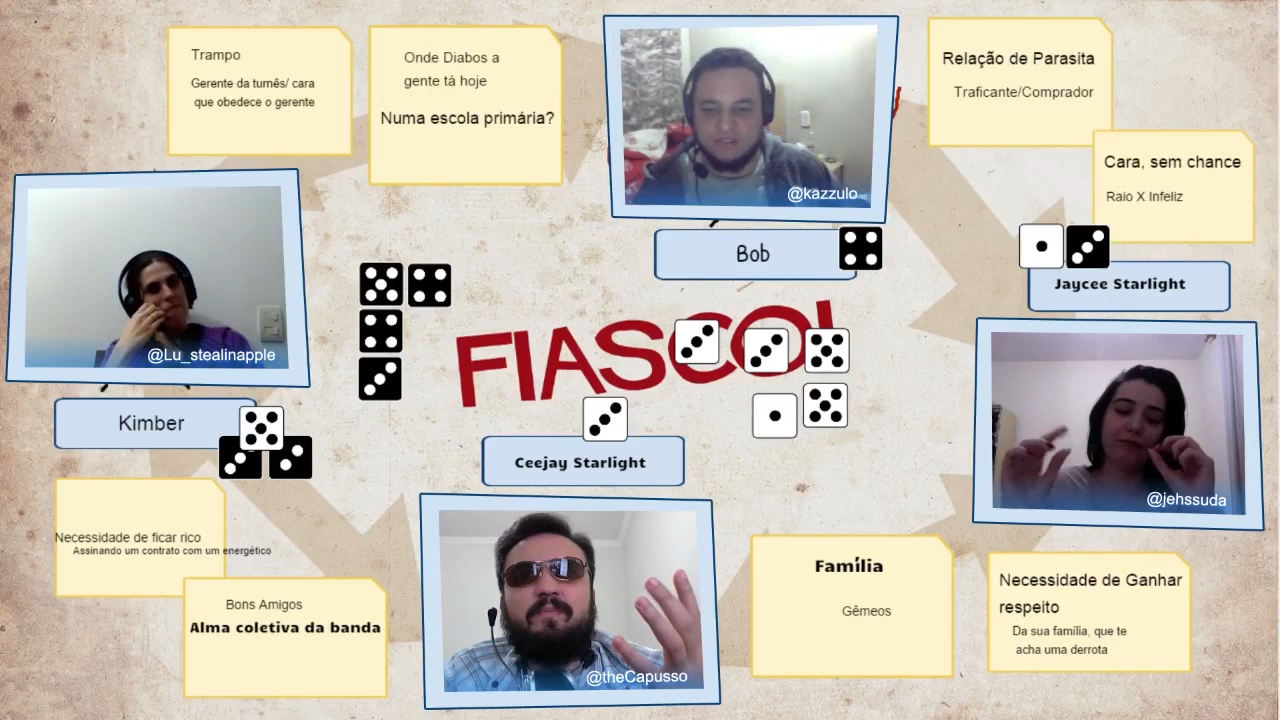 Trampo
Gerente da turnês/ cara
que obedece o gerente
Onde Diabos a
gente tá hoje
Numa escola primária?
@kazzulo
Bob
Relação de Parasita
Traficante/Comprador
Cara, sem chance
Raio X Infeliz
Jaycee Starlight
@Lu_stealinapple
Kimber
FIASCO!
Ceejay Starlight
@jehssuda
Necessidade de ficar rico
Assinando um contrato com um energético
Bons Amigos
Alma coletiva da banda
@theCapusso
Família
Gêmeos
Necessidade de Ganhar
respeito
Da sua família, que te
acha uma derrota